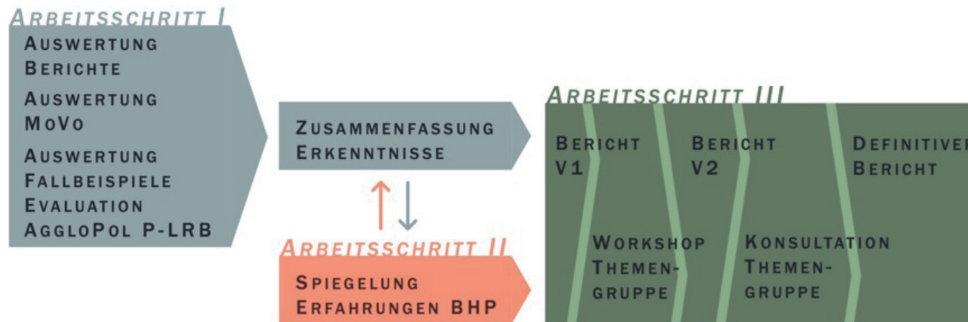 ARBEITSSCHRITT I
AUSWERTUNG
BERICHTE
AUSWERTUNG
MOVO
AUSWERTUNG
FALLBEISPIELE
EVALUATION
AGGLOPOL P-LRB
ZUSAMMENFASSUNG
ERKENNTNISSE
ARBEITSSCHRITT II
SPIEGELUNG
ERFAHRUNGEN BHP
ARBEITSSCHRITT III
BERICHT
V1
WORKSHOP
THEMEN-
GRUPPE
BERICHT
V2
KONSULTATION
THEMEN-
GRUPPE
DEFINITIVER
BERICHT